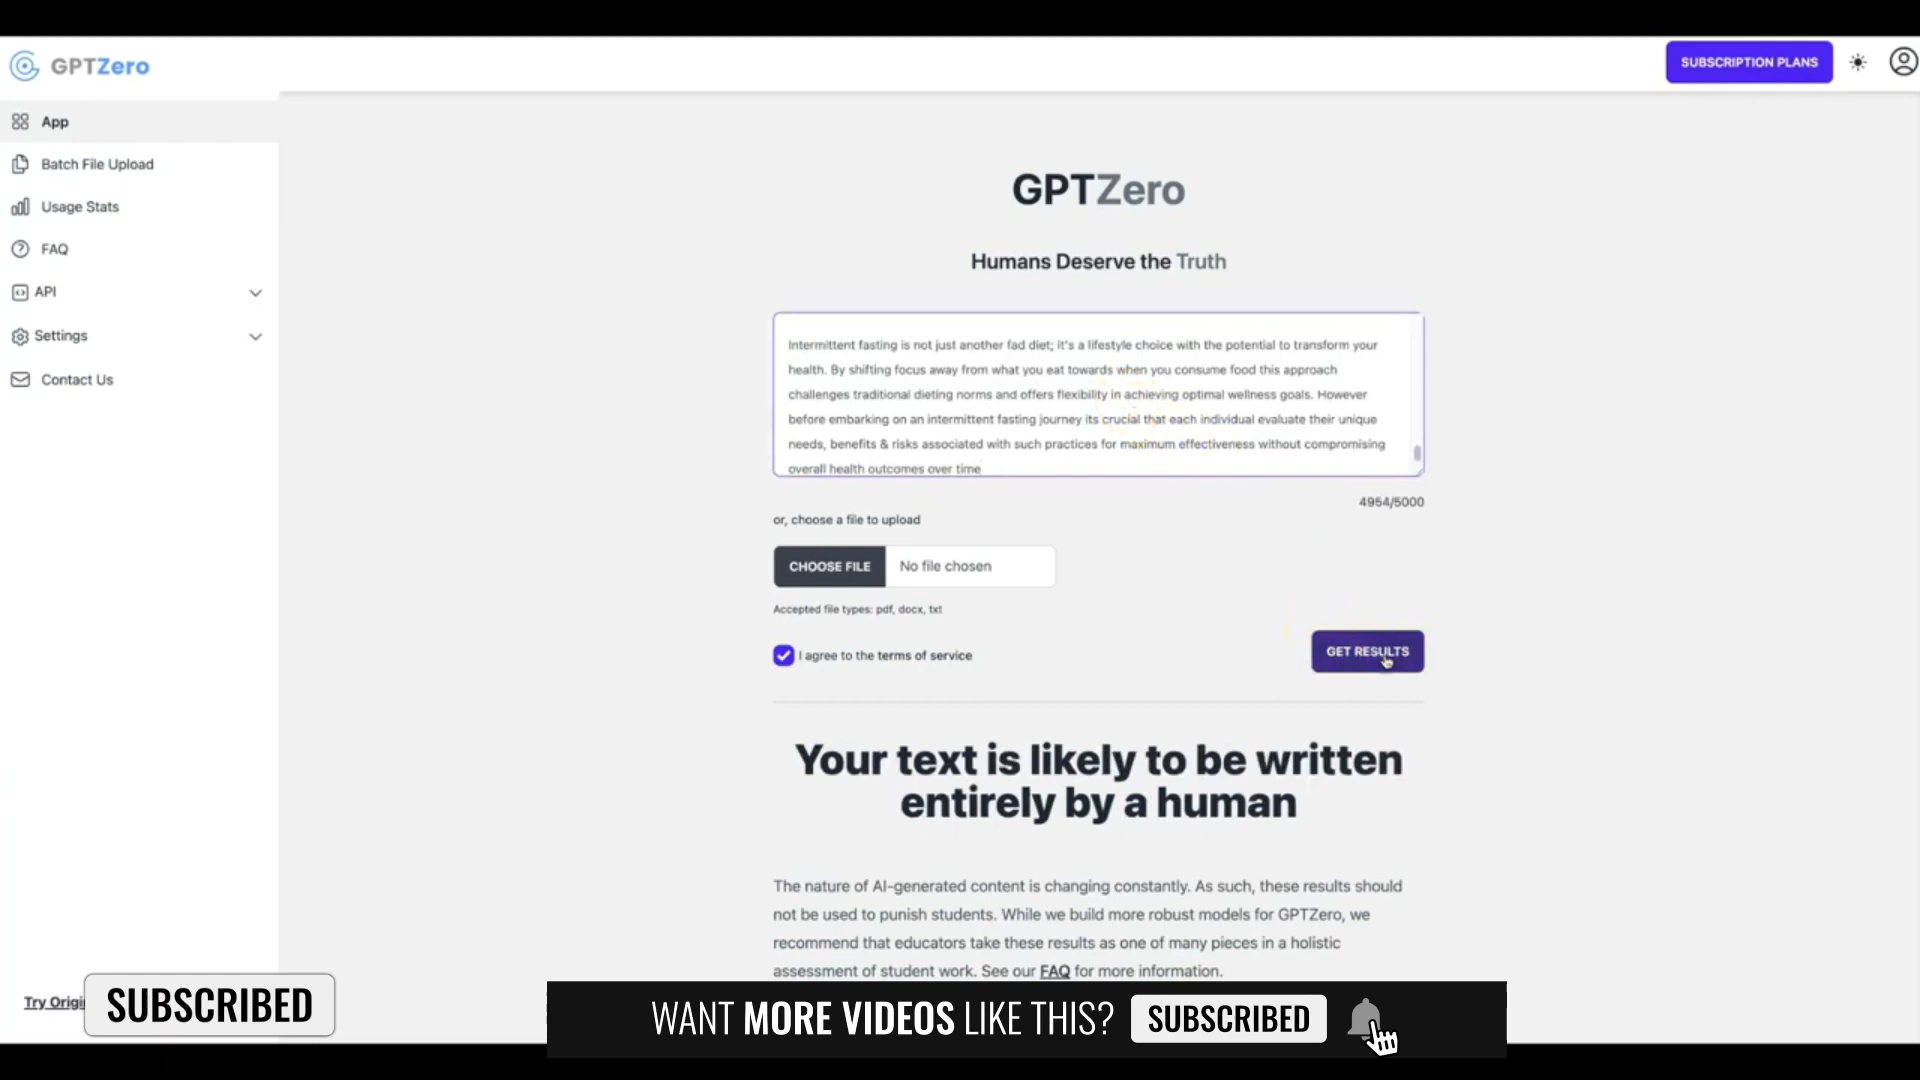 GPTZero
SUBSCRIPTION PLANS
App
Batch File Upload
Usage Stats
FAQ
API
Settings
Contact Us
GPTZero
Humans Deserve the Truth
Intermittent fasting is not just another fad diet; it's a lifestyle choice with the potential to transform your
health. By shifting focus away from what you eat towards when you consume food this approach
challenges traditional dieting norms and offers flexibility in achieving optimal wellness goals. However
before embarking on an intermittent fasting journey its crucial that each individual evaluate their unique
needs, benefits & risks associated with such practices for maximum effectiveness without compromising
overall health outcomes over time
4954/5000
or, choose a file to upload
CHOOSE FILE No file chosen
Accepted file types: pdf, docx, txt
I agree to the terms of service
GET RESULTS
Your text is likely to be written
entirely by a human
The nature of AI-generated content is changing constantly. As such, these results should
not be used to punish students. While we build more robust models for GPTZero, we
recommend that educators take these results as one of many pieces in a holistic
assessment of student work. See our FAQ for more information.
Try
SUBSCRIBED
WANT MORE VIDEOS LIKE THIS? SUBSCRIBED